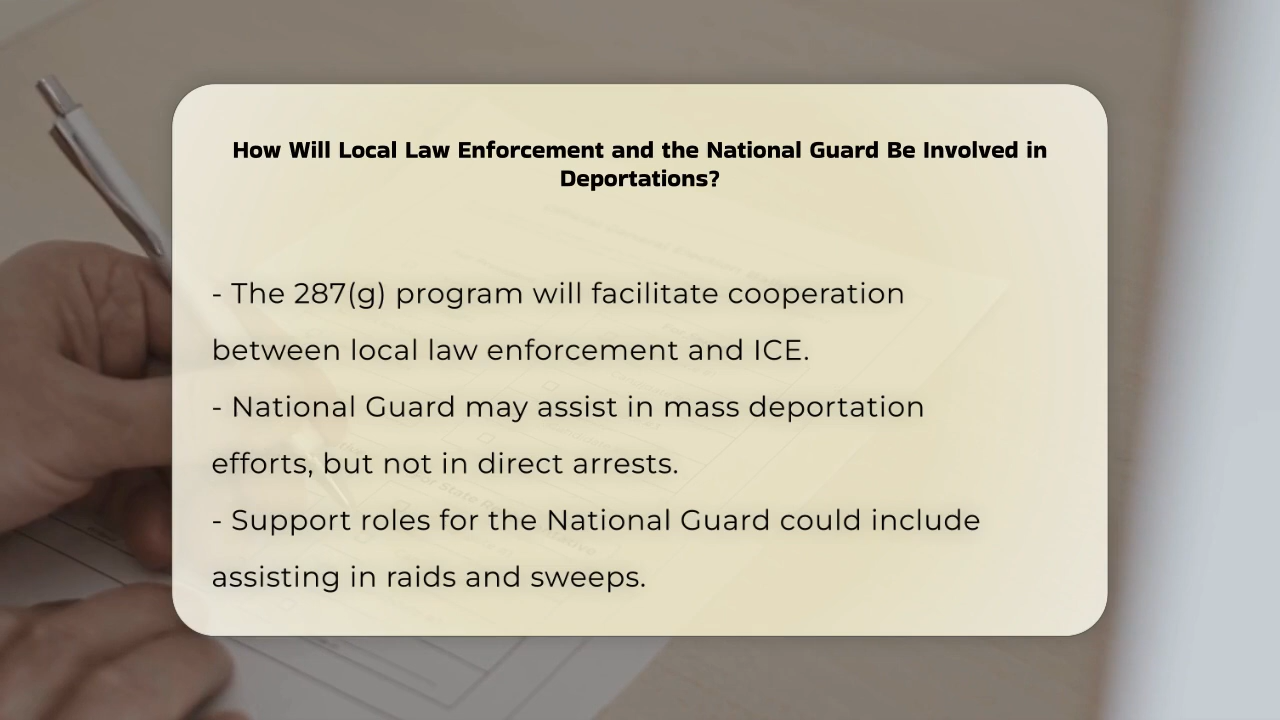 How Will Local Law Enforcement and the National Guard Be Involved in
Deportations?
- The 287(g) program will facilitate cooperation
between local law enforcement and ICE.
- National Guard may assist in mass deportation
efforts, but not in direct arrests.
- Support roles for the National Guard could include
assisting in raids and sweeps.